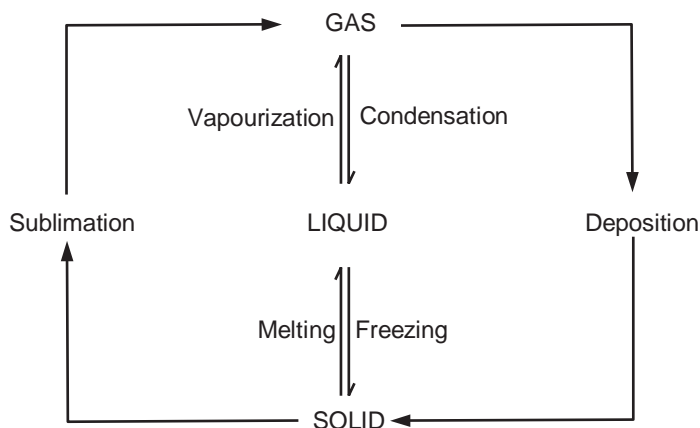 GAS
Vapourization Condensation
Sublimation LIQUID Deposition
Melting Freezing
SOLID